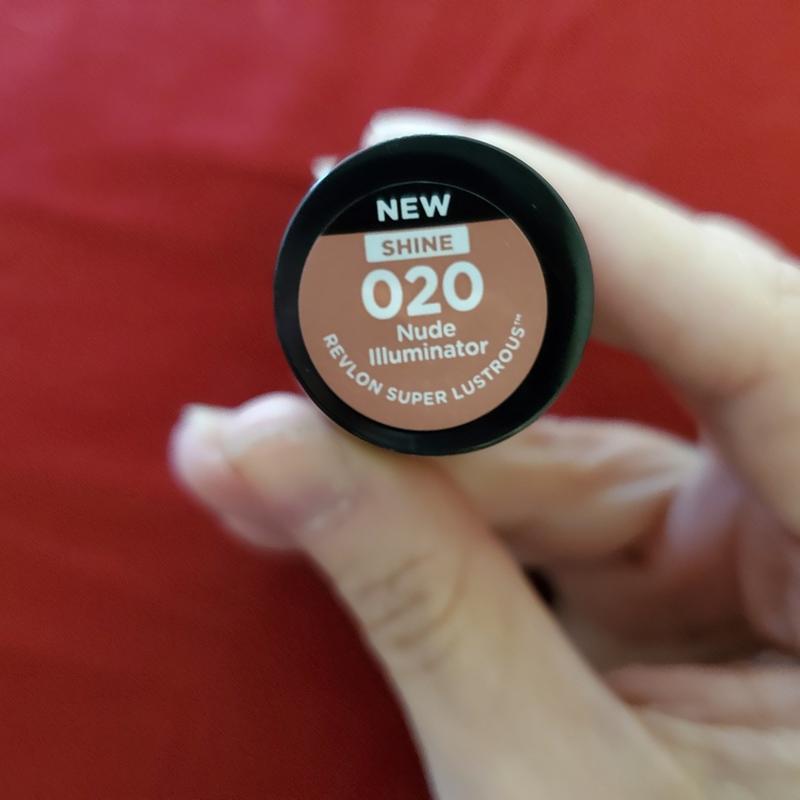 NEW
SHINE
020
Nude
Illuminator
REVLON SUPER LUSTROUS™